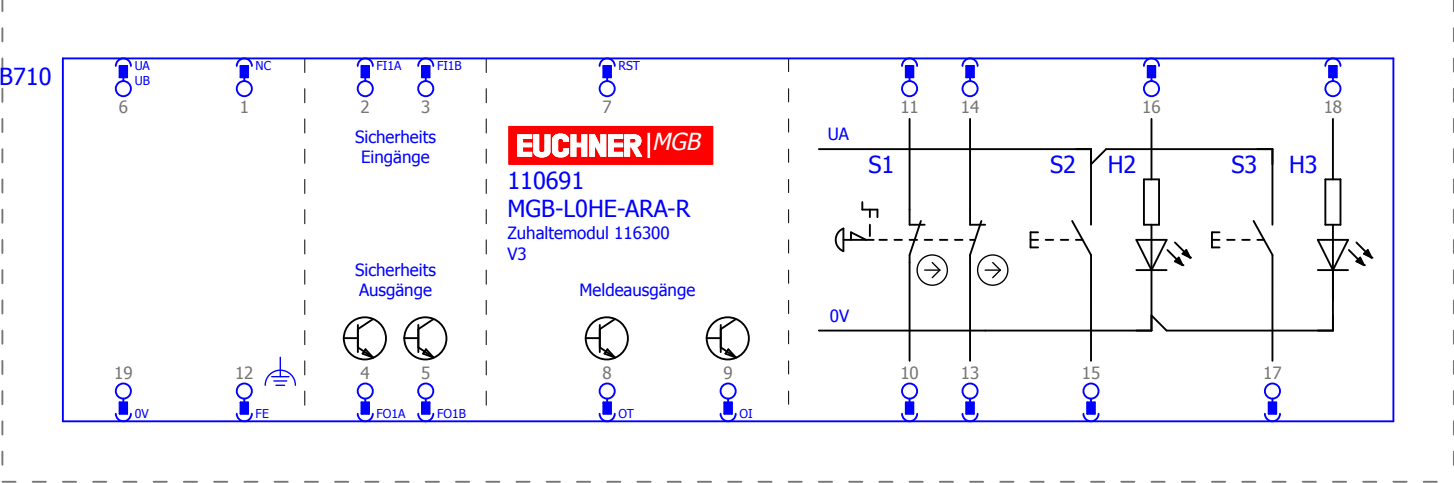 B710
UA
UB
6
NC
1
FI1A
2
FI1B
3
RST
7
11
14
16
18
Sicherheits
Eingänge
EUCHNER|MGB
110691
MGB-L0HE-ARA-R
Zuhaltemodul 116300
V3
UA
S1
S2
H2
S3
H3
Sicherheits
Ausgänge
Meldeausgänge
0V
19
0V
12
FE
4
FO1A
5
FO1B
8
OT
9
OI
10
13
15
17